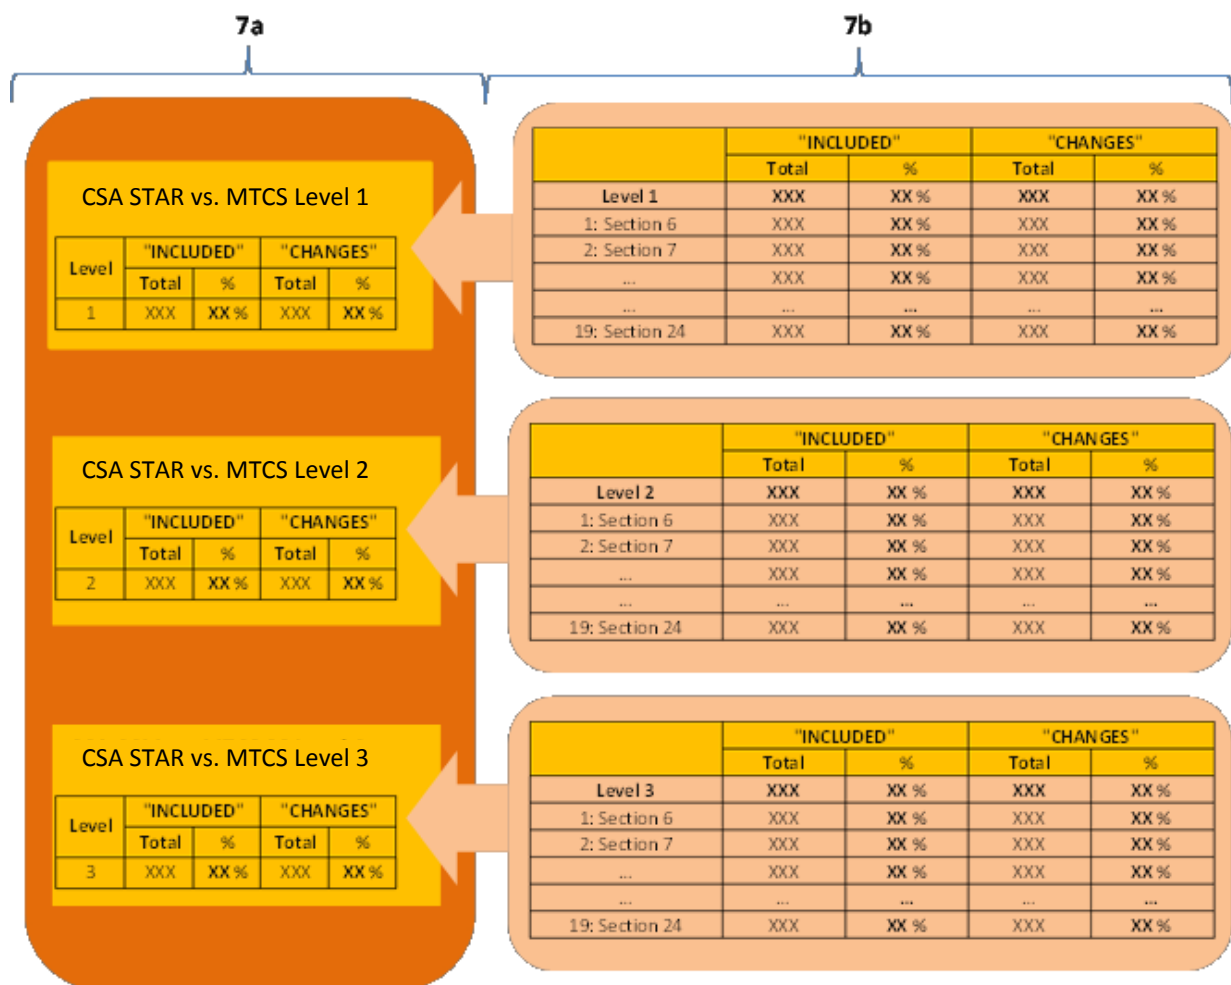 7a
7b
CSA STAR vs. MTCS Level 1
Level "INCLUDED" "CHANGES"
Total % Total %
1 XXX XX % XXX XX %
"INCLUDED" "CHANGES"
Total % Total %
Level 1 XXX XX % XXX XX %
1: Section 6 XXX XX % XXX XX %
2: Section 7 XXX XX % XXX XX %
... XXX XX % XXX XX %
... ... ... ... ...
19: Section 24 XXX XX % XXX XX %
CSA STAR vs. MTCS Level 2
Level "INCLUDED" "CHANGES"
Total % Total %
2 XXX XX % XXX XX %
"INCLUDED" "CHANGES"
Total % Total %
Level 2 XXX XX % XXX XX %
1: Section 6 XXX XX % XXX XX %
2: Section 7 XXX XX % XXX XX %
... XXX XX % XXX XX %
... ... ... ... ...
19: Section 24 XXX XX % XXX XX %
CSA STAR vs. MTCS Level 3
Level "INCLUDED" "CHANGES"
Total % Total %
3 XXX XX % XXX XX %
"INCLUDED" "CHANGES"
Total % Total %
Level 3 XXX XX % XXX XX %
1: Section 6 XXX XX % XXX XX %
2: Section 7 XXX XX % XXX XX %
... XXX XX % XXX XX %
... ... ... ... ...
19: Section 24 XXX XX % XXX XX %